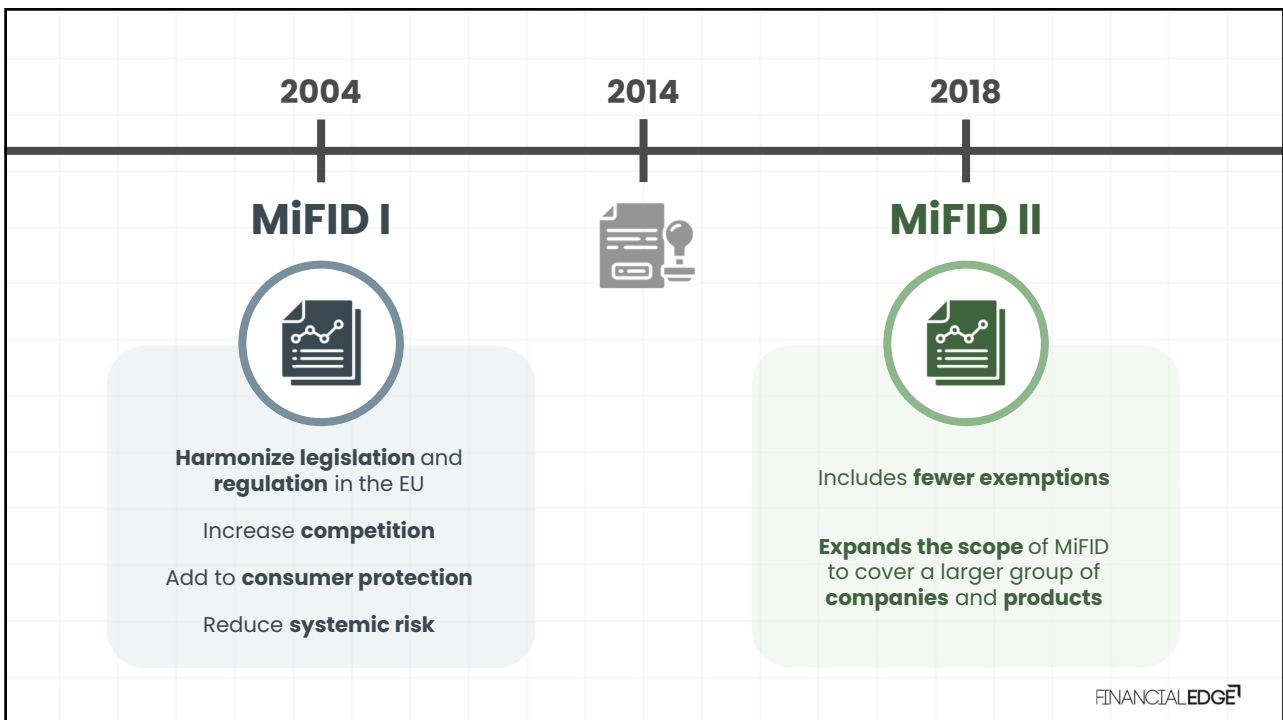 2004
2014
2018
MiFID I
MiFID II
Harmonize legislation and
regulation in the EU
Increase competition
Add to consumer protection
Reduce systemic risk
Includes fewer exemptions
Expands the scope of MiFID
to cover a larger group of
companies and products
FINANCIALEDGE